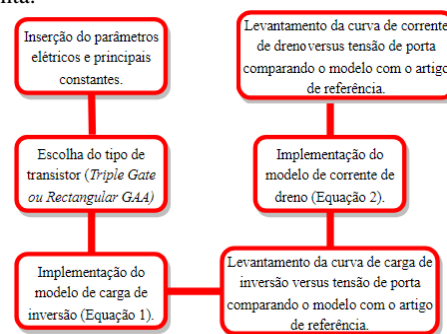 Inserção do parâmetros
elétricos e principais
constantes.
Escolha do tipo de
transistor (Triple Gate
ou Rectangular GAA)
Implementação do
modelo de carga de
inversão (Equação 1).
Levantamento da curva de carga de
inversão versus tensão de porta
comparando o modelo com o artigo
de referência.
Implementação do
modelo de corrente de
dreno (Equação 2).
Levantamento da curva de corrente
de dreno versus tensão de porta
comparando o modelo com o artigo
de referência.